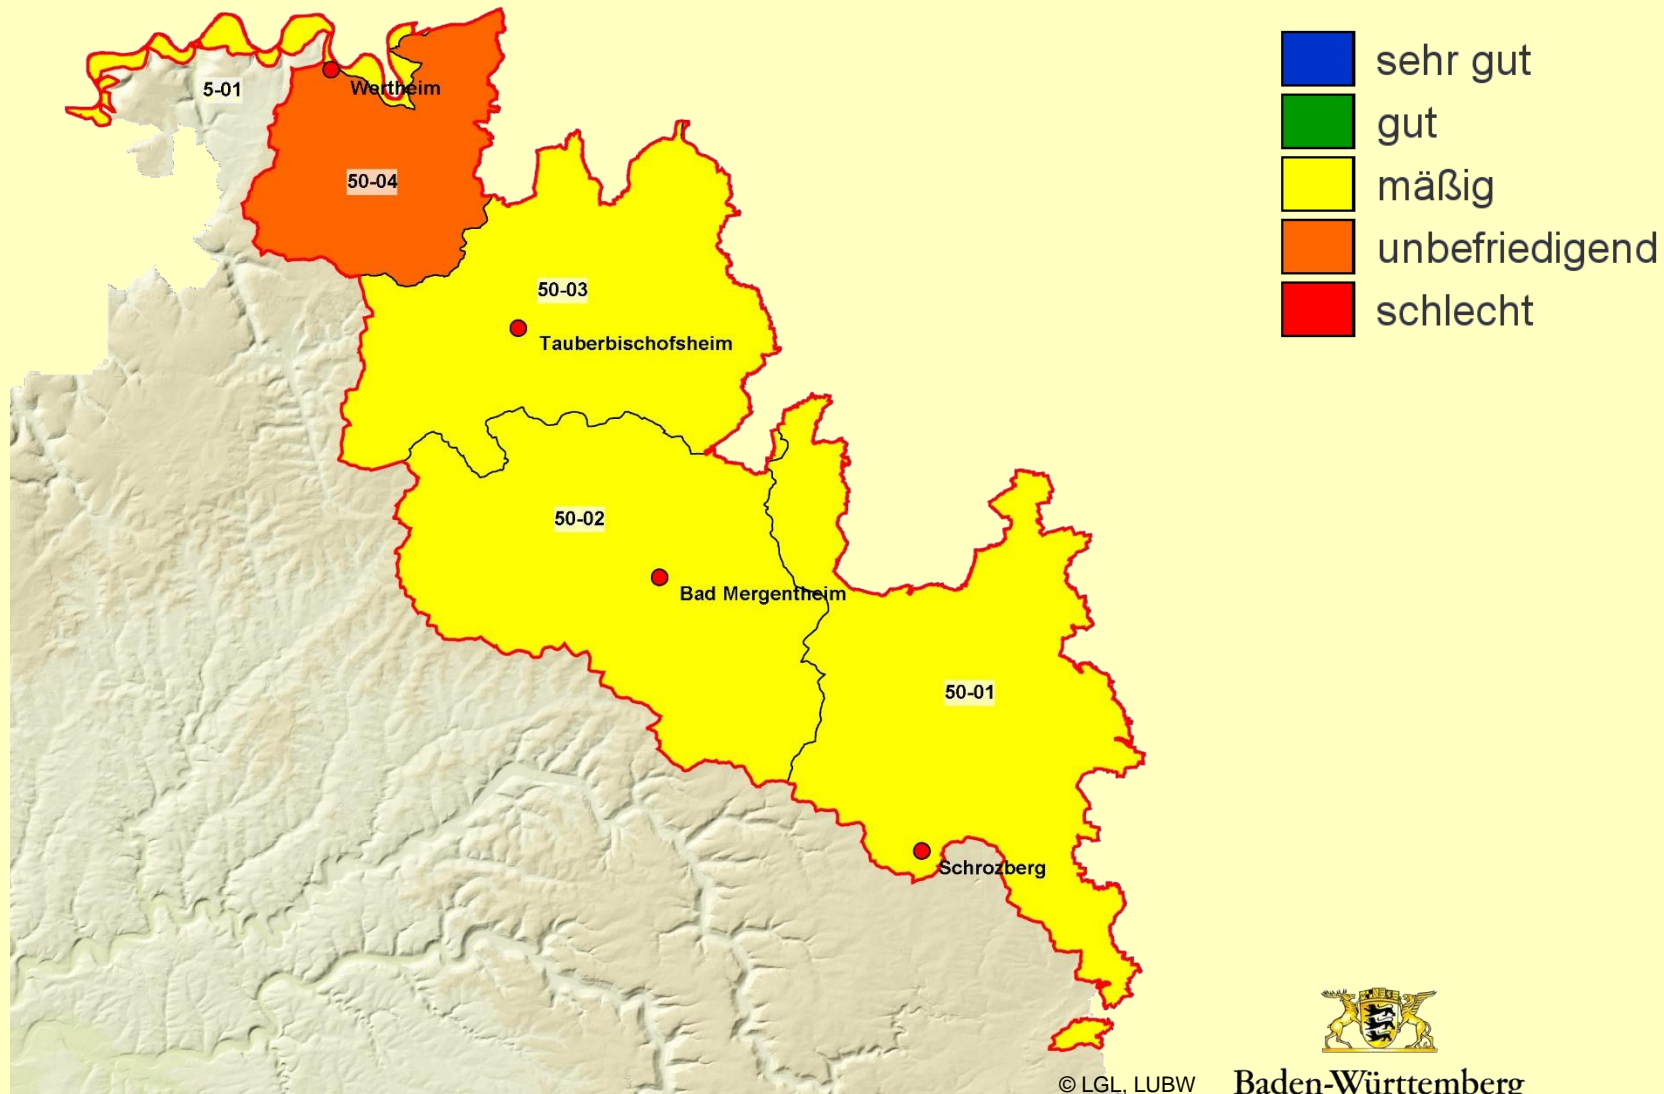 sehr gut
gut
mäßig
unbefriedigend
schlecht
5-01
Wertheim
50-04
50-03
Tauberbischofsheim
50-02
Bad Mergentheim
50-01
Schrozberg
© LGL, LUBW
Baden-Württemberg